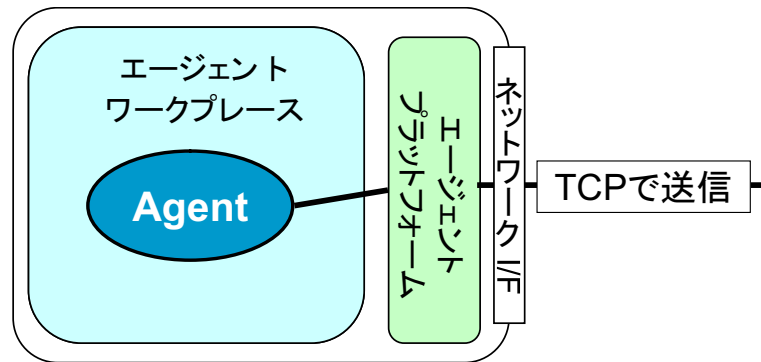 エージェント
ワークプレース
Agent
エージェント
プラットフォーム
ネットワーク I/F
TCPで送信